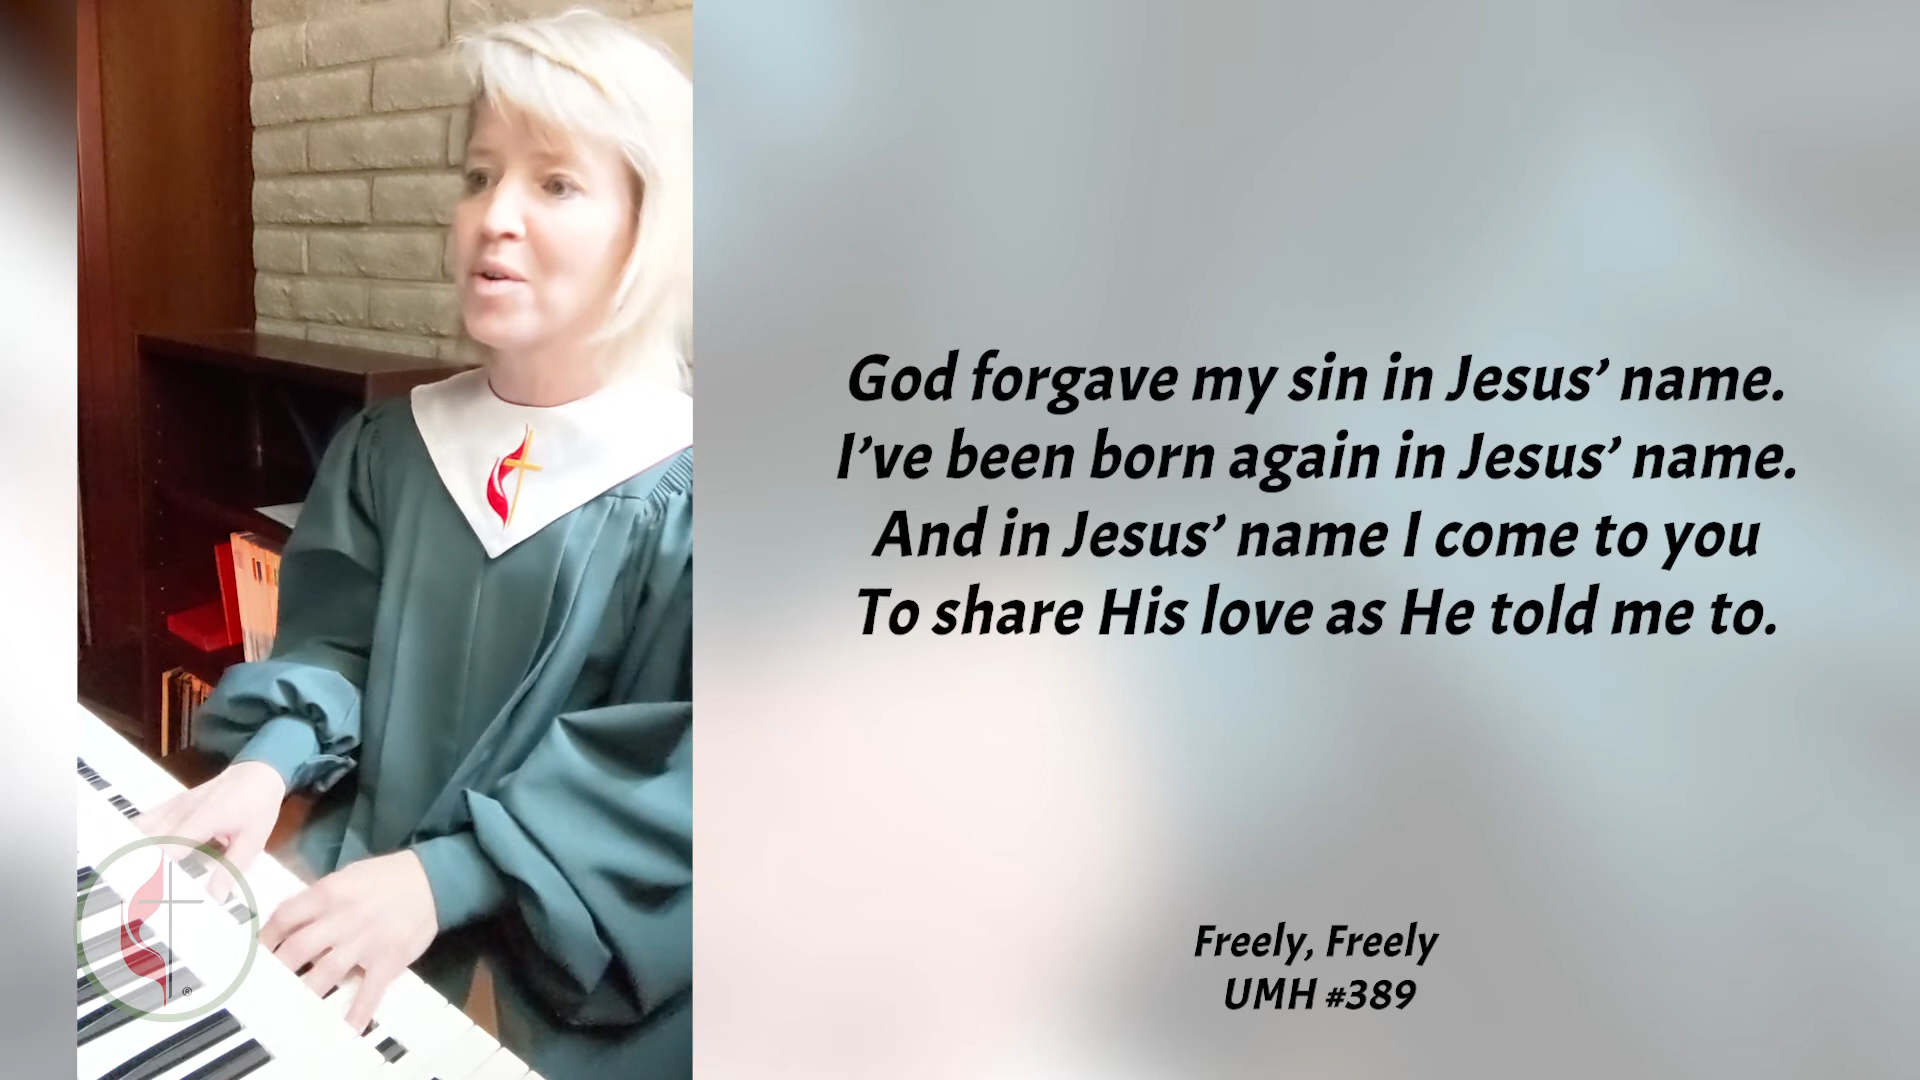 God forgave my sin in Jesus’ name.
I’ve been born again in Jesus’ name.
And in Jesus’ name I come to you
To share His love as He told me to.
Freely, Freely
UMH #389
®